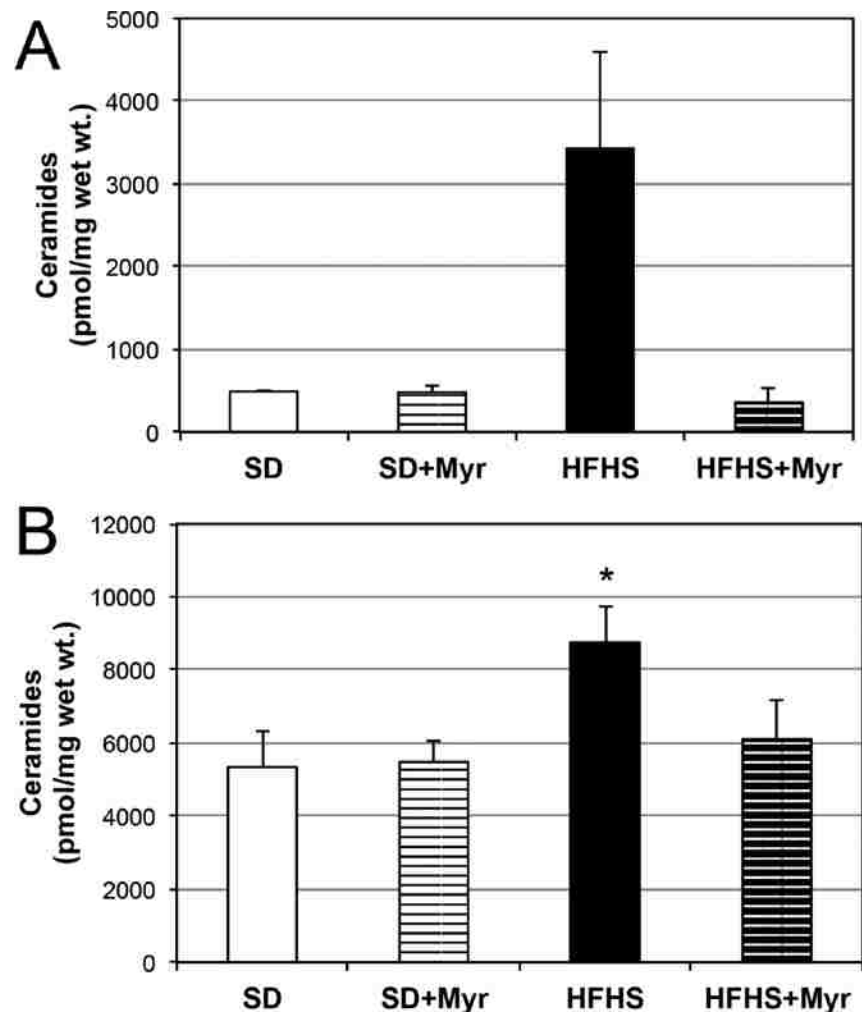 A
Ceramides
(pmol/mg wet wt.)
5000
4000
3000
2000
1000
0
SD SD+Myr HFHS HFHS+Myr
B
Ceramides
(pmol/mg wet wt.)
12000
10000
8000
6000
4000
2000
0
*
SD SD+Myr HFHS HFHS+Myr